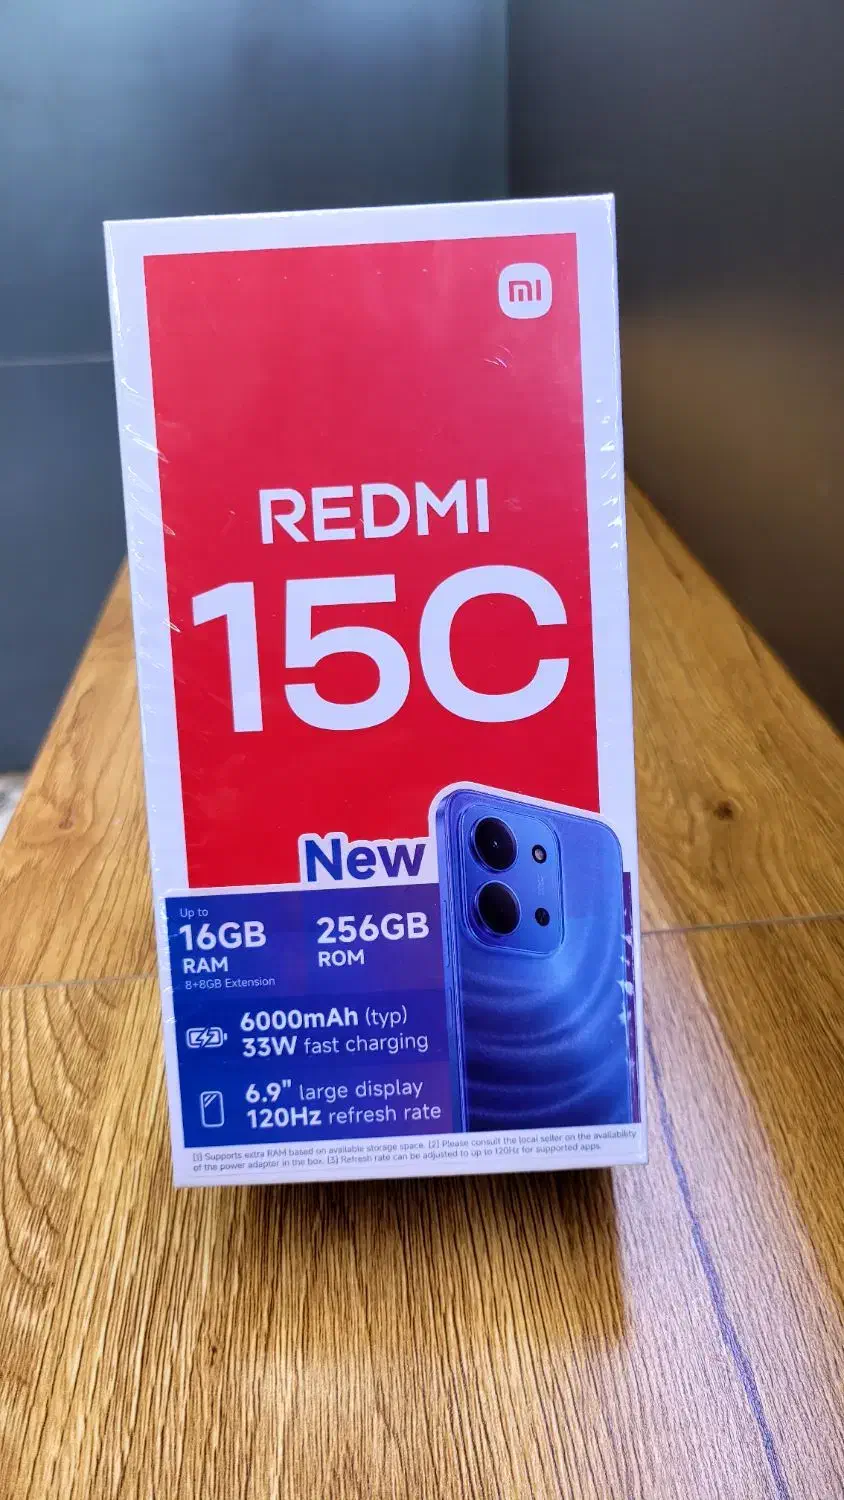 mi
REDMI
15C
New
Up to
16GB
RAM
8+8GB Extension
256GB
ROM
6000mAh (typ)
33W fast charging
6.9" large display
120Hz refresh rate
[1] Supports extra RAM based on available storage space. [2] Please consult the local seller on the availability
of the power adapter in the box. [3] Refresh rate can be adjusted to up to 120Hz for supported apps.